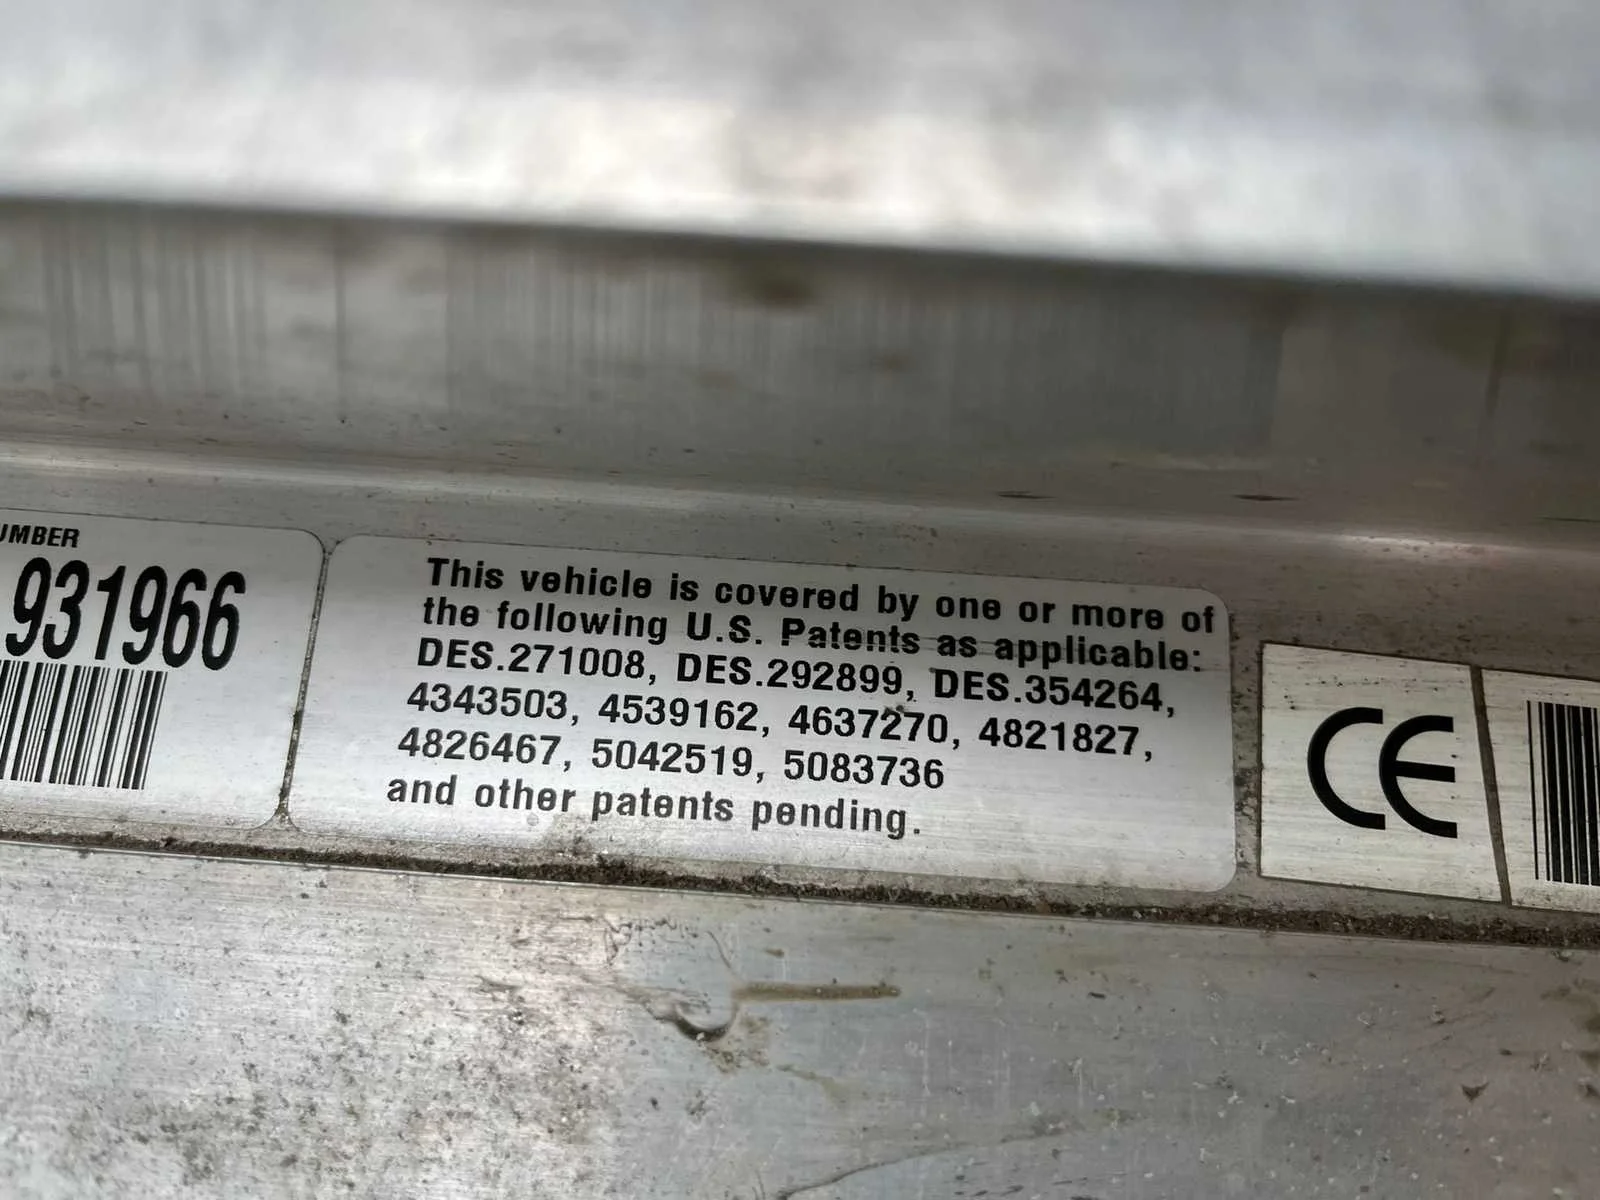 UMBER
931966
This vehicle is covered by one or more of
the following U.S. Patents as applicable:
DES.271008, DES.292899, DES.354264,
4343503, 4539162, 4637270, 4821827,
4826467, 5042519, 5083736
and other patents pending.
CE